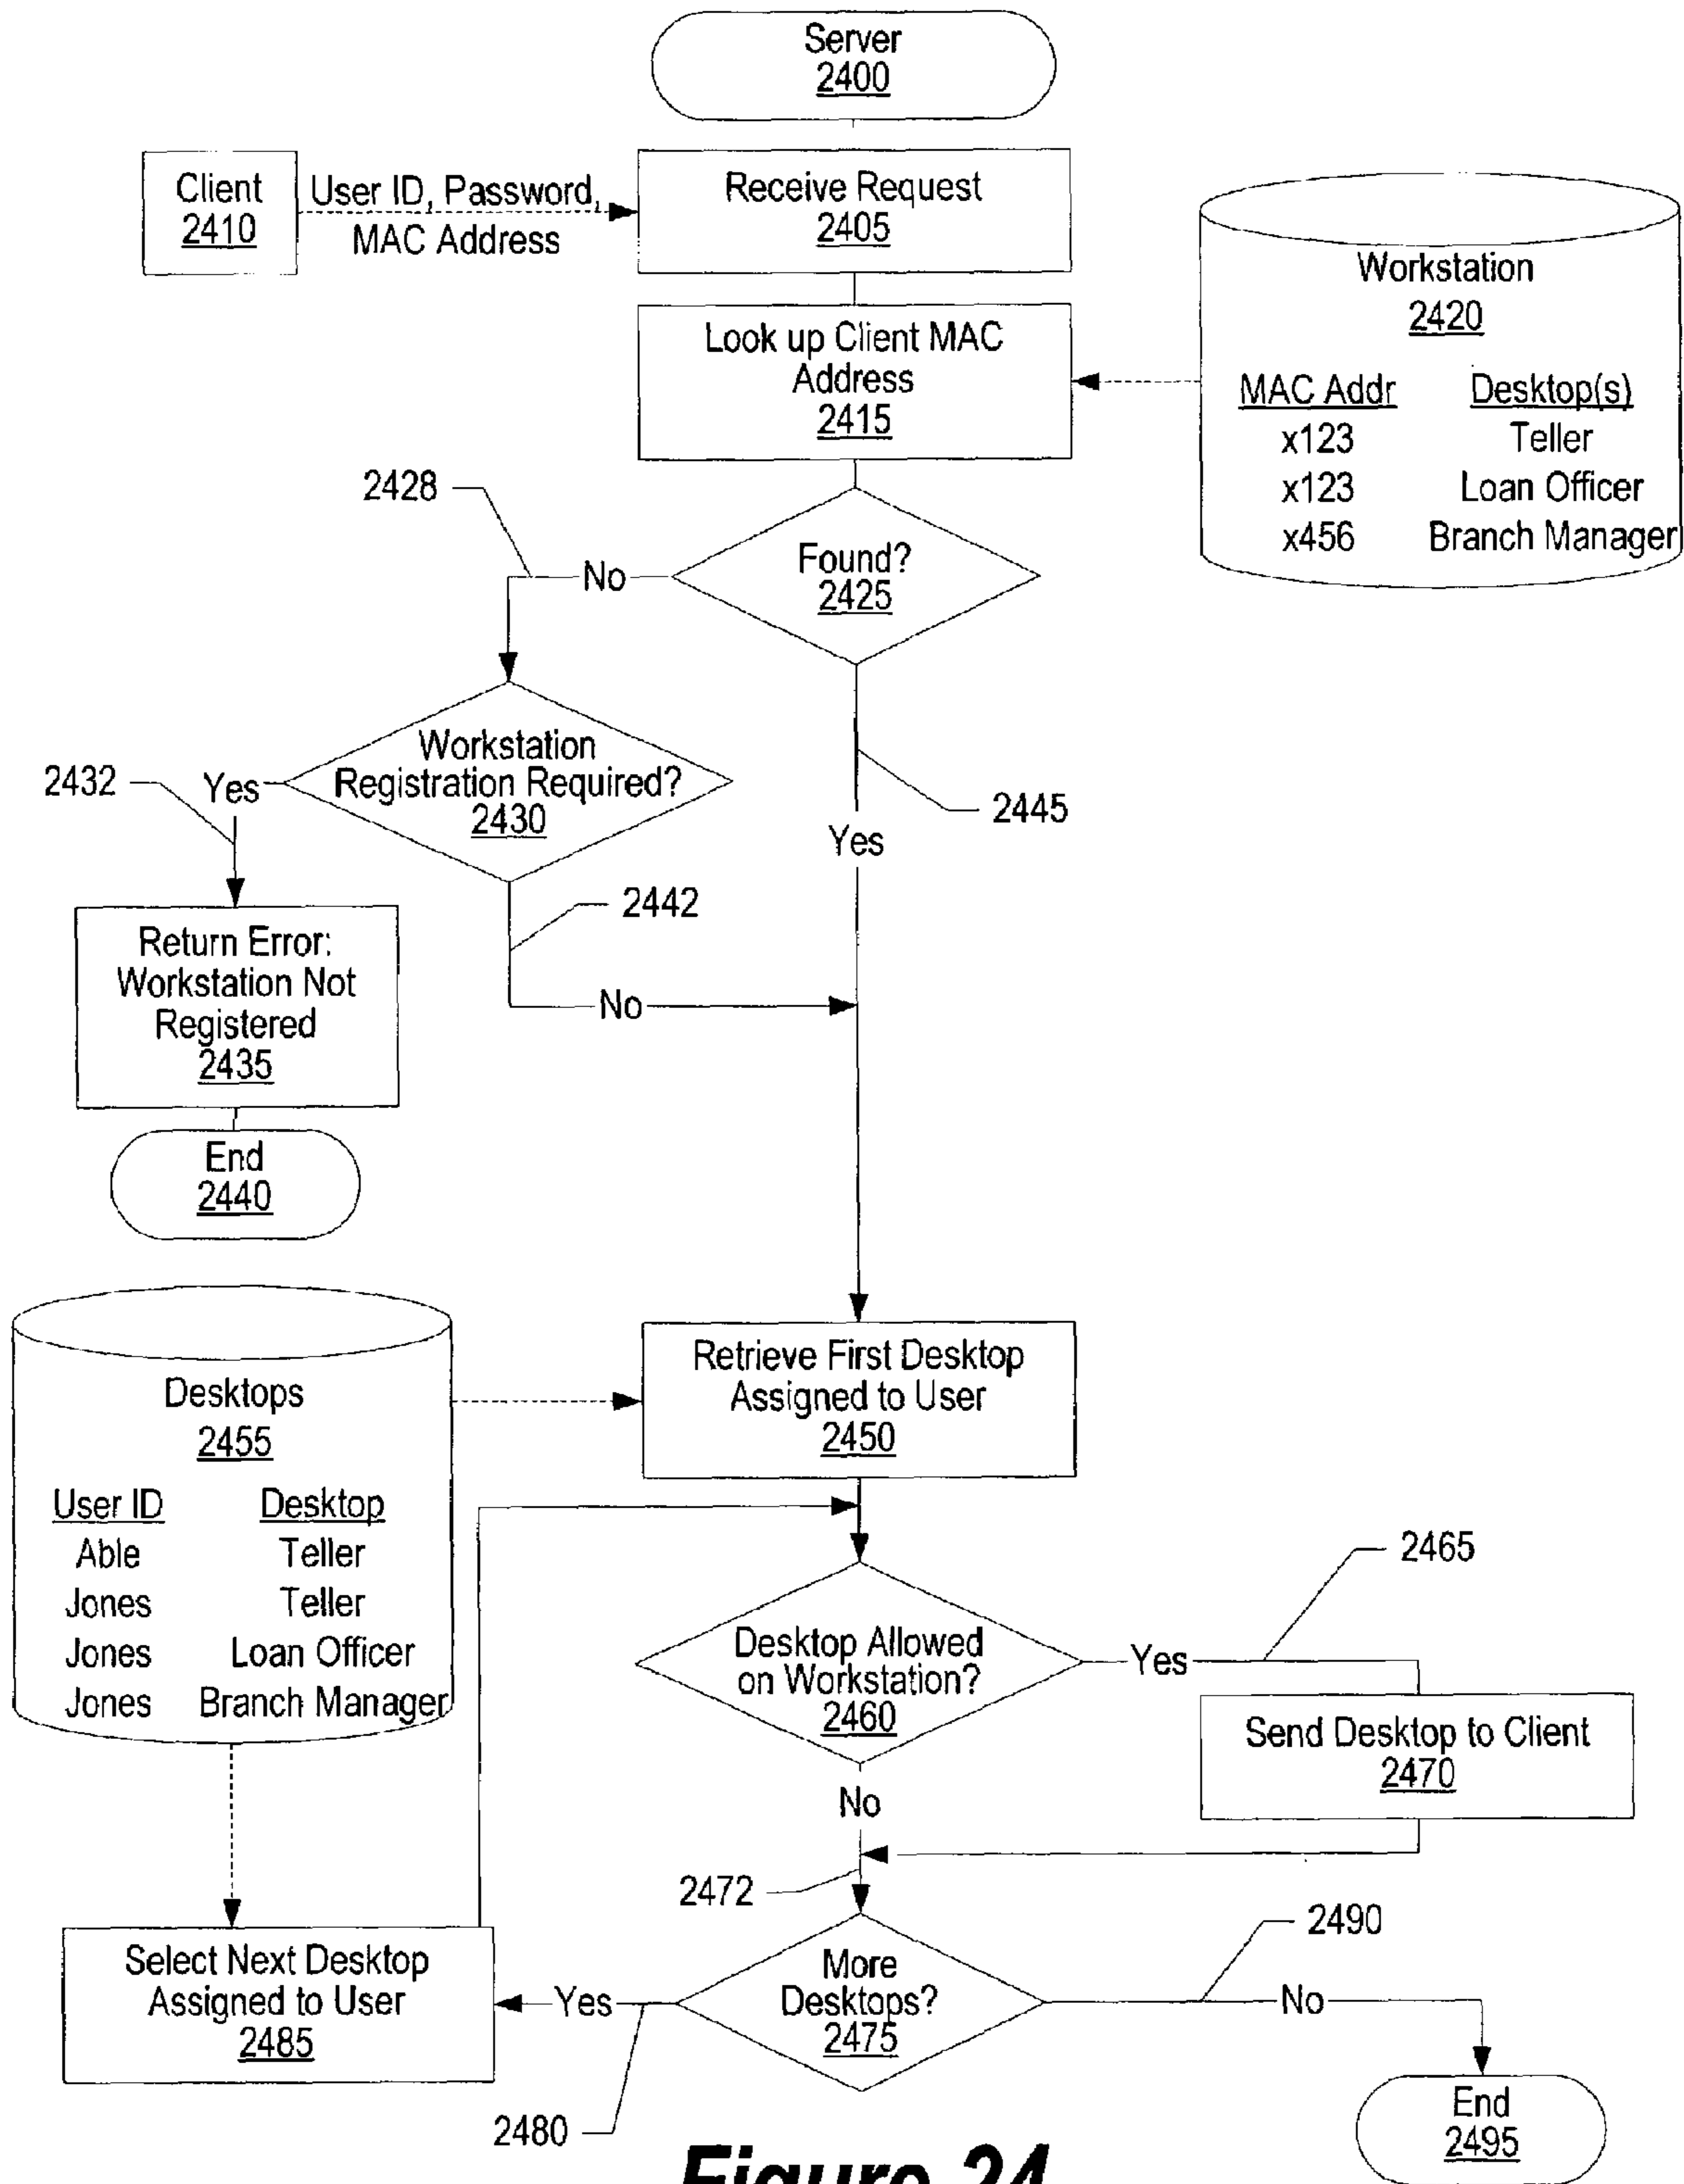 Server
2400
Client
2410
User ID, Password,
MAC Address
Receive Request
2405
Workstation
2420
MAC Addr Desktop(s)
x123 Teller
x123 Loan Officer
x456 Branch Manager
Look up Client MAC
Address
2415
2428
No
Found?
2425
2445
Yes
Workstation
Registration Required?
2430
2432
Yes
2442
No
Return Error:
Workstation Not
Registered
2435
End
2440
Desktops
2455
User ID Desktop
Able Teller
Jones Teller
Jones Loan Officer
Jones Branch Manager
Retrieve First Desktop
Assigned to User
2450
Desktop Allowed
on Workstation?
2460
Yes
2465
Send Desktop to Client
2470
No
2472
More
Desktops?
2475
Yes
2480
Select Next Desktop
Assigned to User
2485
2490
No
End
2495
Figure 24